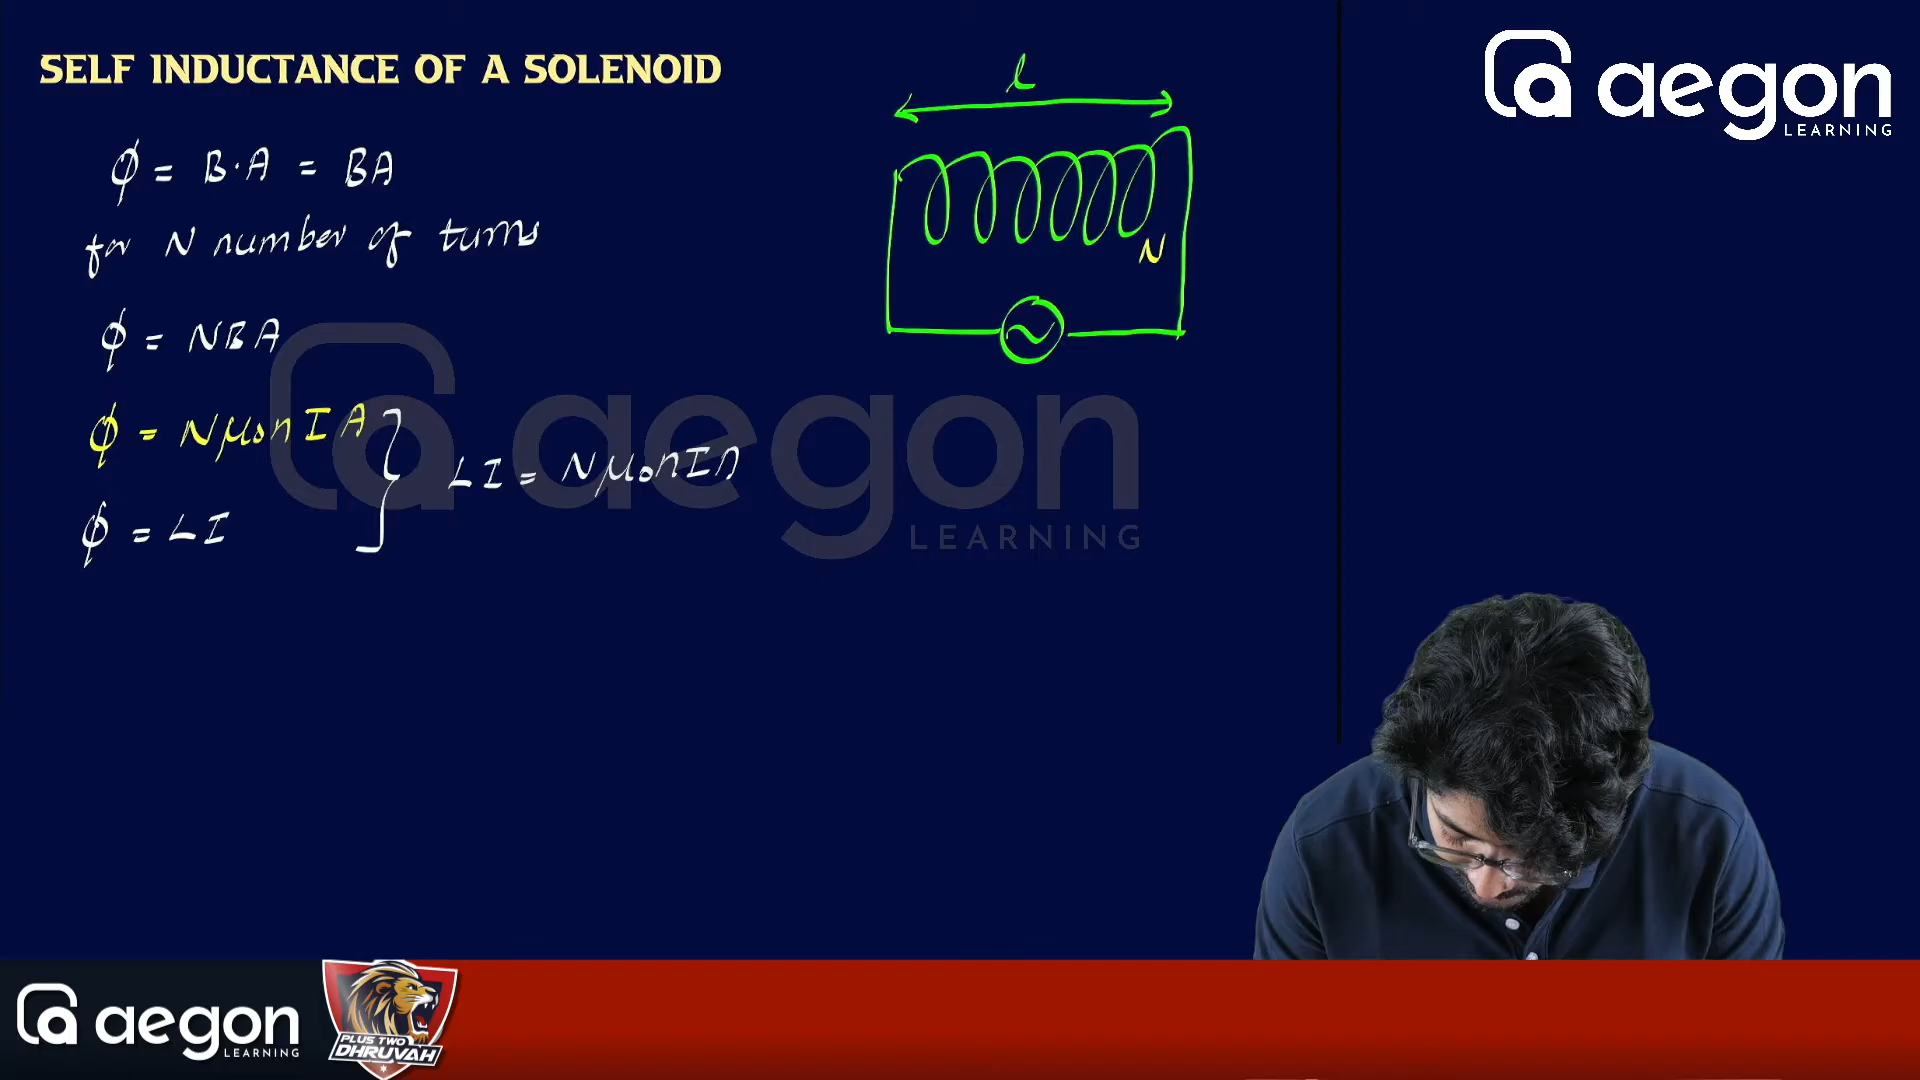 SELF INDUCTANCE OF A SOLENOID
l
aegon
LEARNING
ϕ = B·A = BA
for N number of turns
N
ϕ = NBA
ϕ = Nμ₀nIA
LI = Nμ₀nIA
ϕ = LI
aegon
LEARNING
aegon
LEARNING
PLUS TWO
DHRUVAH